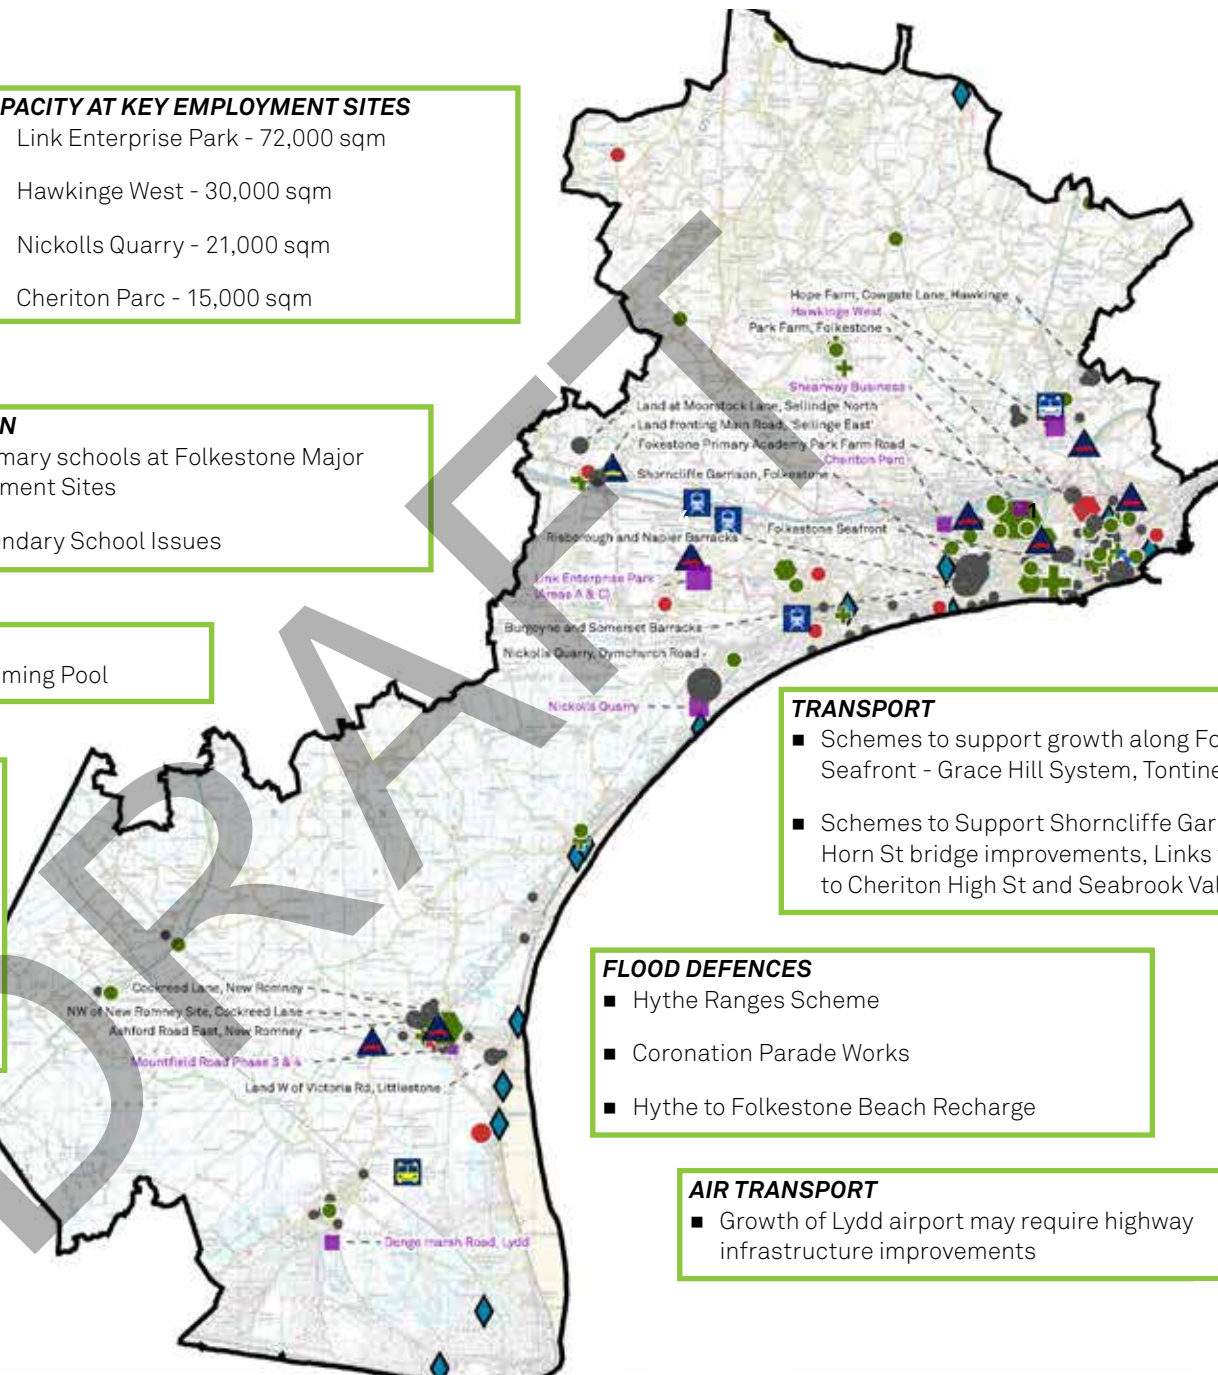 PACITY AT KEY EMPLOYMENT SITES
Link Enterprise Park - 72,000 sqm
Hawkinge West - 30,000 sqm
Nickolls Quarry - 21,000 sqm
Cheriton Parc - 15,000 sqm
N
mary schools at Folkestone Major
ment Sites
ndary School Issues
ming Pool
Hope Farm, Cowgate Lane, Hawkinge
Hawkinge West
Park Farm, Folkestone
Shearway Business
Land at Moorstock Lane, Sellindge North
Land fronting Main Road, 'Sellinge East'
Fokestone Primary Academy Park Farm Road
Cheriton Parc
Shorncliffe Garrison, Folkestone
Folkestone Seafront
Risborough and Napier Barracks
Link Enterprise Park
(Areas A & C)
Burgoyne and Somerset Barracks
Nickolls Quarry, Dymchurch Road
Nickolls Quarry
1
TRANSPORT
■ Schemes to support growth along Fo
Seafront - Grace Hill System, Tontine
■ Schemes to Support Shorncliffe Gar
Horn St bridge improvements, Links
to Cheriton High St and Seabrook Val
Cockreed Lane, New Romney
NW of New Romney Site, Cockreed Lane
Ashford Road East, New Romney
Mountfield Road Phase 3 & 4
Land W of Victoria Rd, Littlestone
Denge marsh Road, Lydd
FLOOD DEFENCES
■ Hythe Ranges Scheme
■ Coronation Parade Works
■ Hythe to Folkestone Beach Recharge
AIR TRANSPORT
■ Growth of Lydd airport may require highway
infrastructure improvements
DRAFT